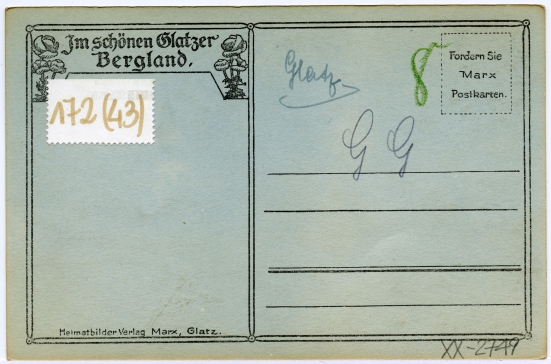 Im schönen Glatzer
Bergland.
172 (43)
Glatz
8
Fordern Sie
Marx
Postkarten.
G G
Heimatbilder Verlag Marx, Glatz.
XX-2749